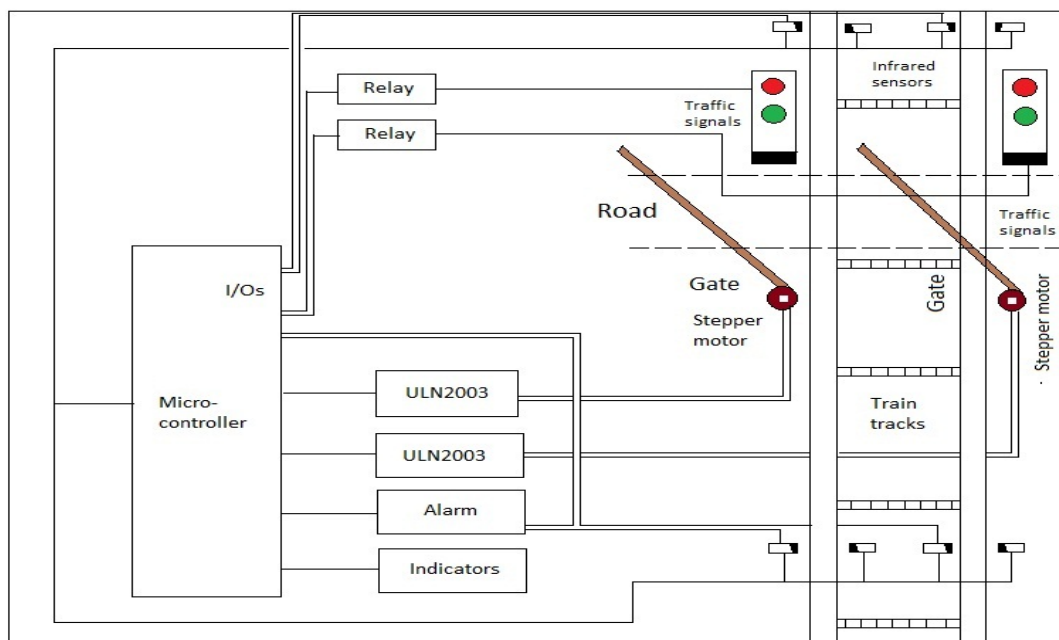 Relay
Infrared
sensors
Traffic
signals
Relay
Road
Traffic
signals
I/Os
Gate
Gate
Stepper
motor
Stepper motor
Micro-
controller
ULN2003
Train
tracks
ULN2003
Alarm
Indicators